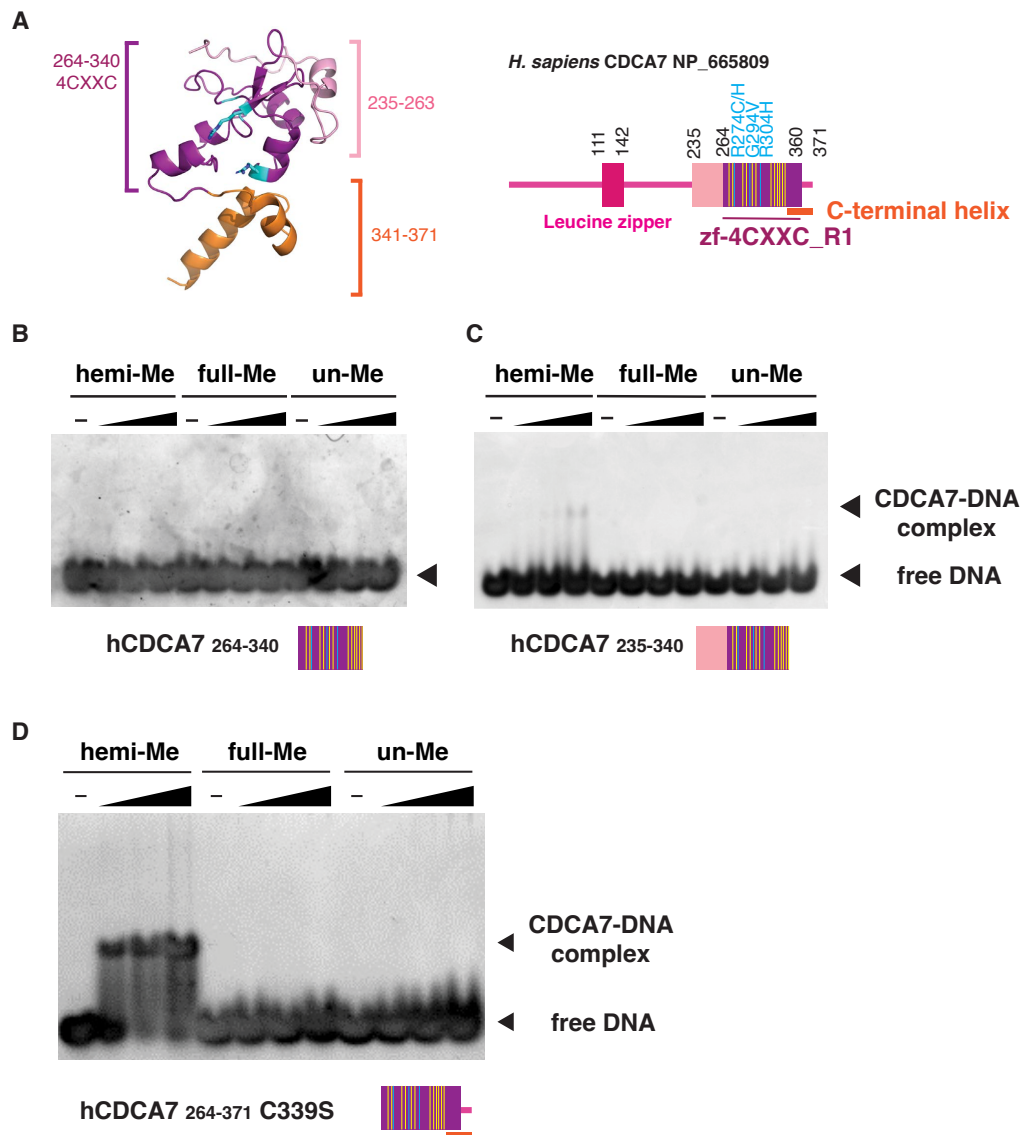 A
264-340
4CXXC
235-263
341-371
H. sapiens CDCA7 NP_665809
111
142
235
264
R274C/H
G294V
R304H
360
371
Leucine zipper
C-terminal helix
zf-4CXXC_R1
B
hemi-Me full-Me un-Me
– – –
hCDCA7 264-340
C
hemi-Me full-Me un-Me
– – –
CDCA7-DNA
complex
free DNA
hCDCA7 235-340
D
hemi-Me full-Me un-Me
– – –
CDCA7-DNA
complex
free DNA
hCDCA7 264-371 C339S